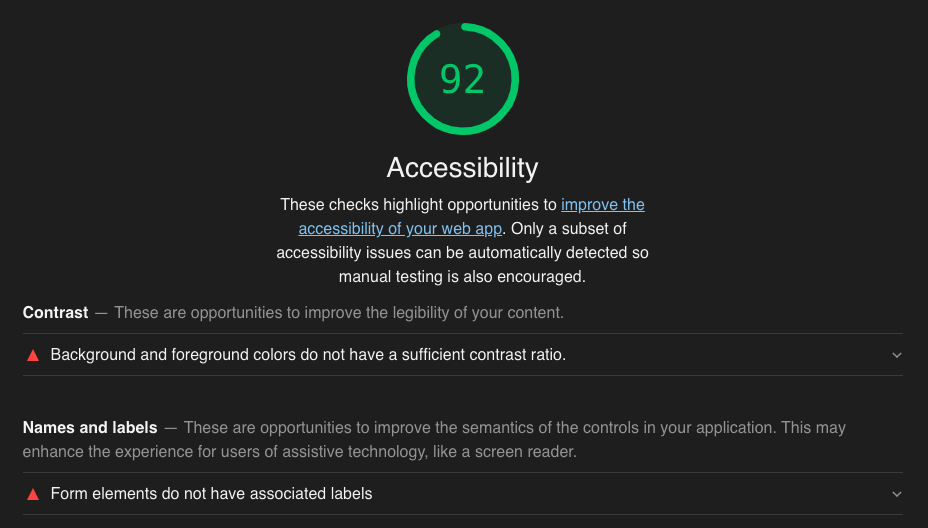 92
Accessibility
These checks highlight opportunities to improve the
accessibility of your web app. Only a subset of
accessibility issues can be automatically detected so
manual testing is also encouraged.
Contrast — These are opportunities to improve the legibility of your content.
Background and foreground colors do not have a sufficient contrast ratio.
Names and labels — These are opportunities to improve the semantics of the controls in your application. This may
enhance the experience for users of assistive technology, like a screen reader.
Form elements do not have associated labels